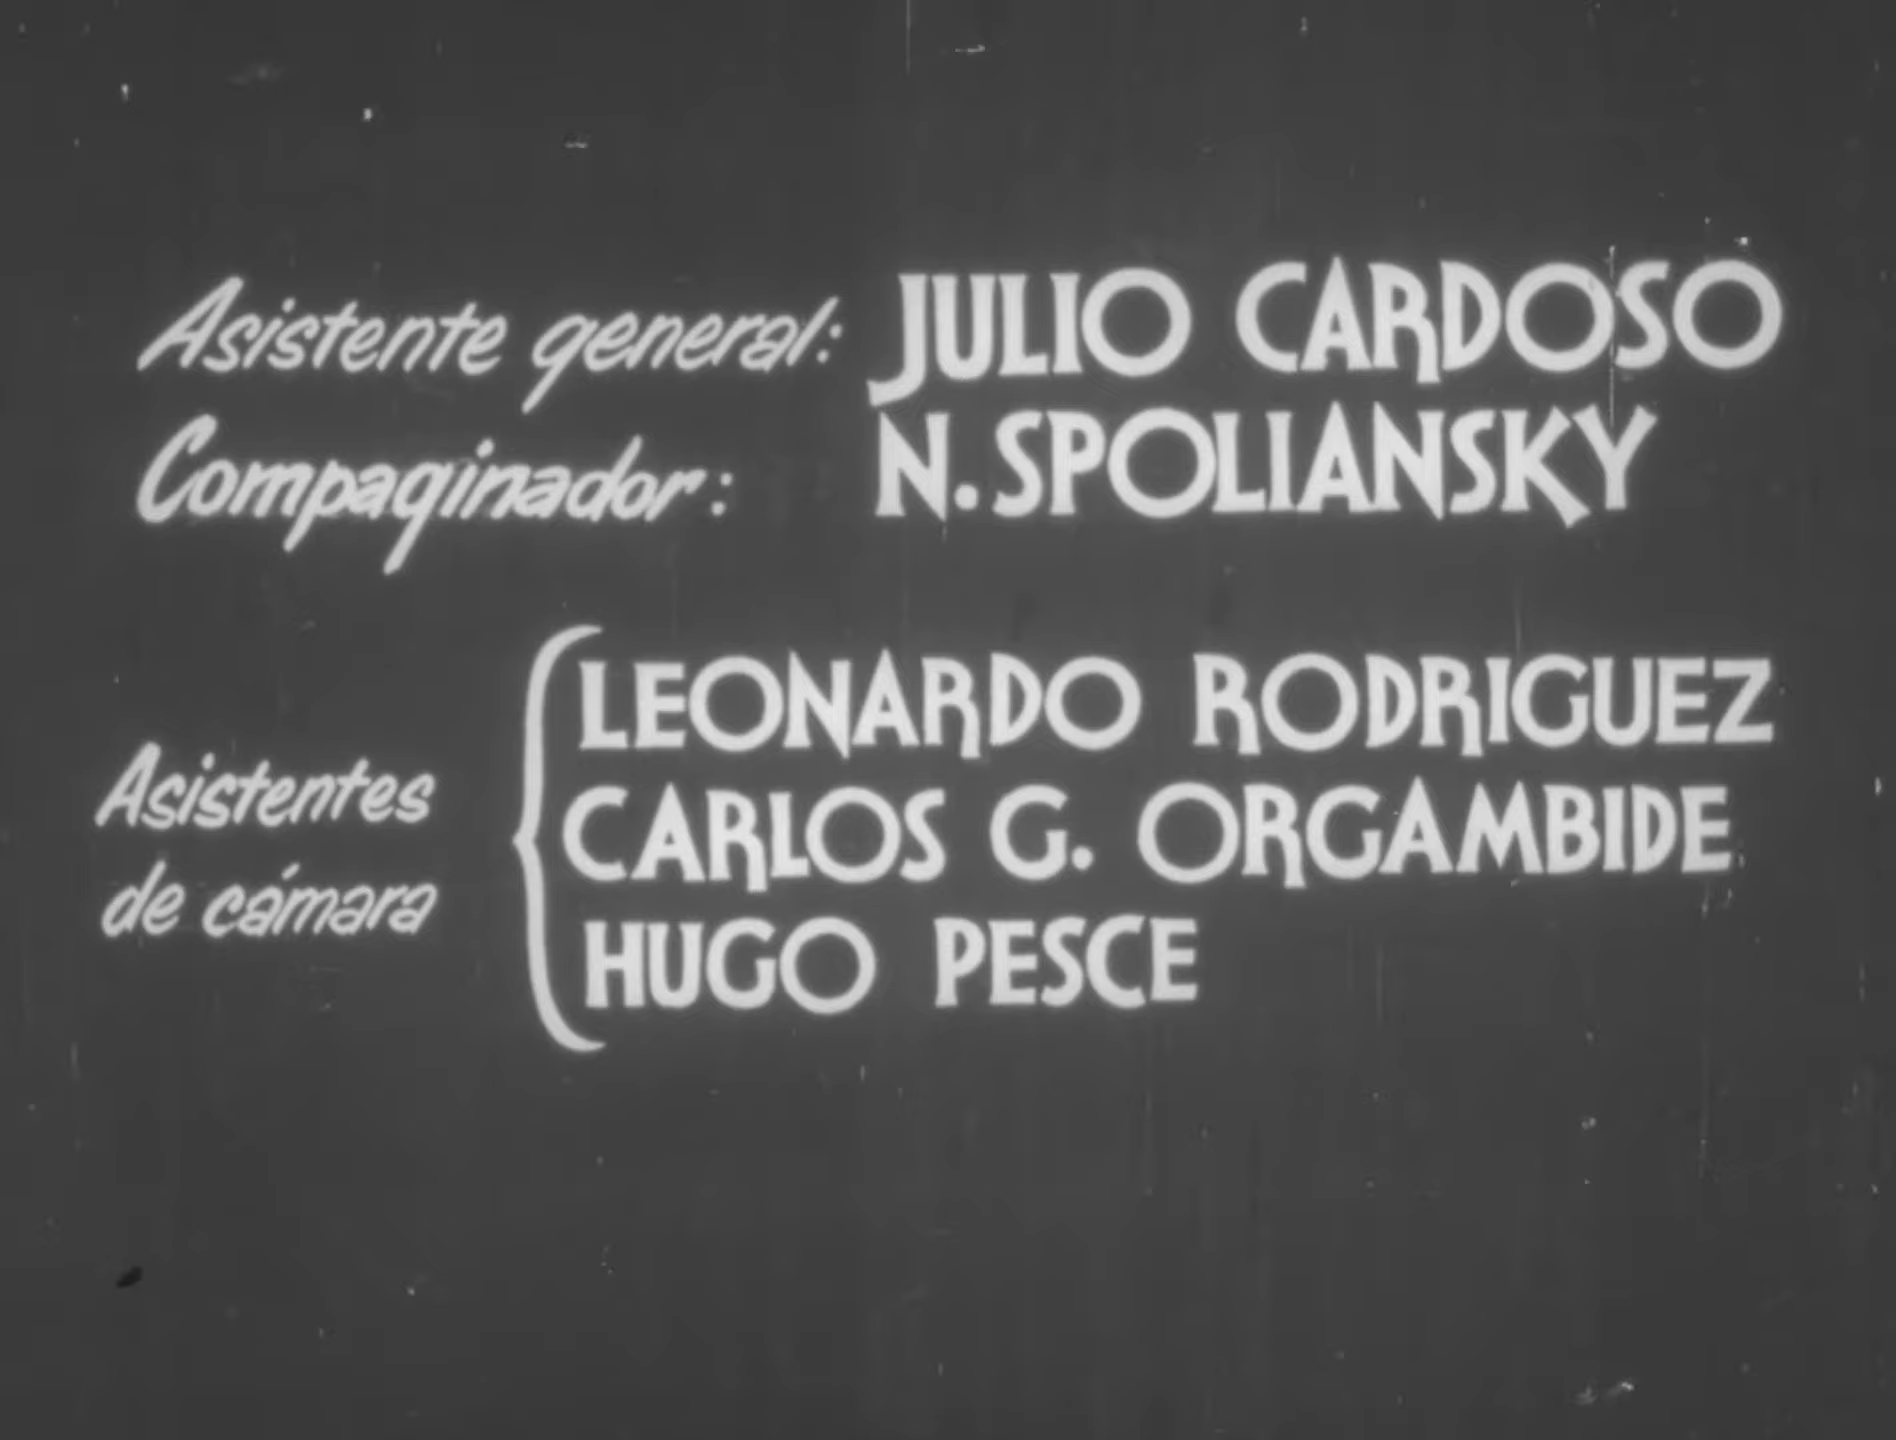 Asistente general: JULIO CARDOSO
Compaginador: N. SPOLIANSKY
LEONARDO RODRIGUEZ
Asistentes
CARLOS G. ORGAMBIDE
de cámara
HUGO PESCE